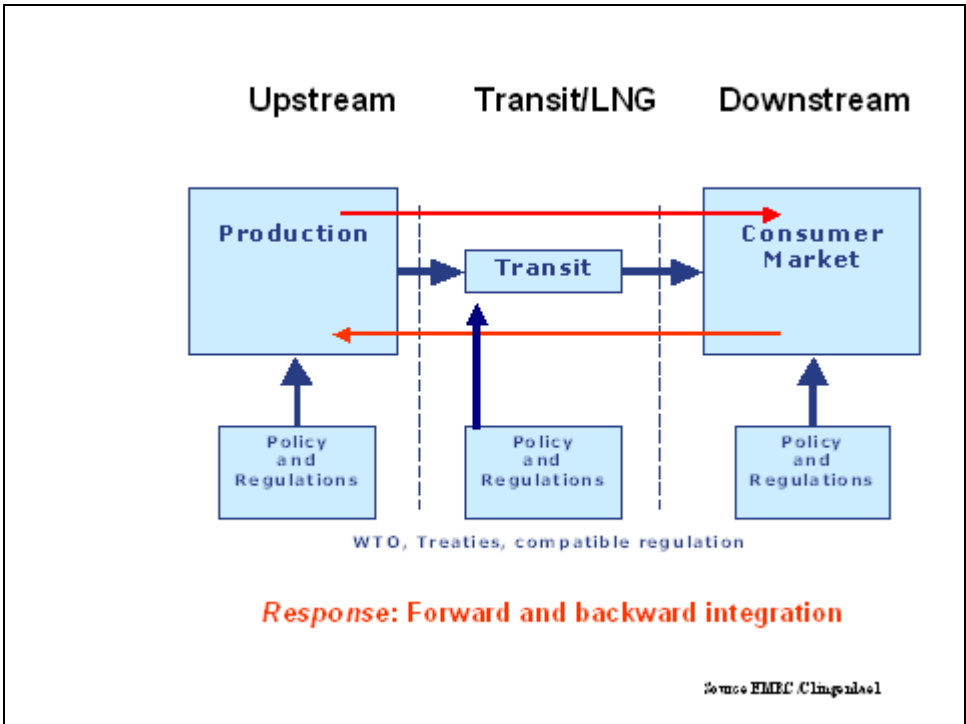 Upstream Transit/LNG Downstream
Production
Transit
Consumer
Market
Policy
and
Regulations
Policy
and
Regulations
Policy
and
Regulations
WTO, Treaties, compatible regulation
Response: Forward and backward integration
Source